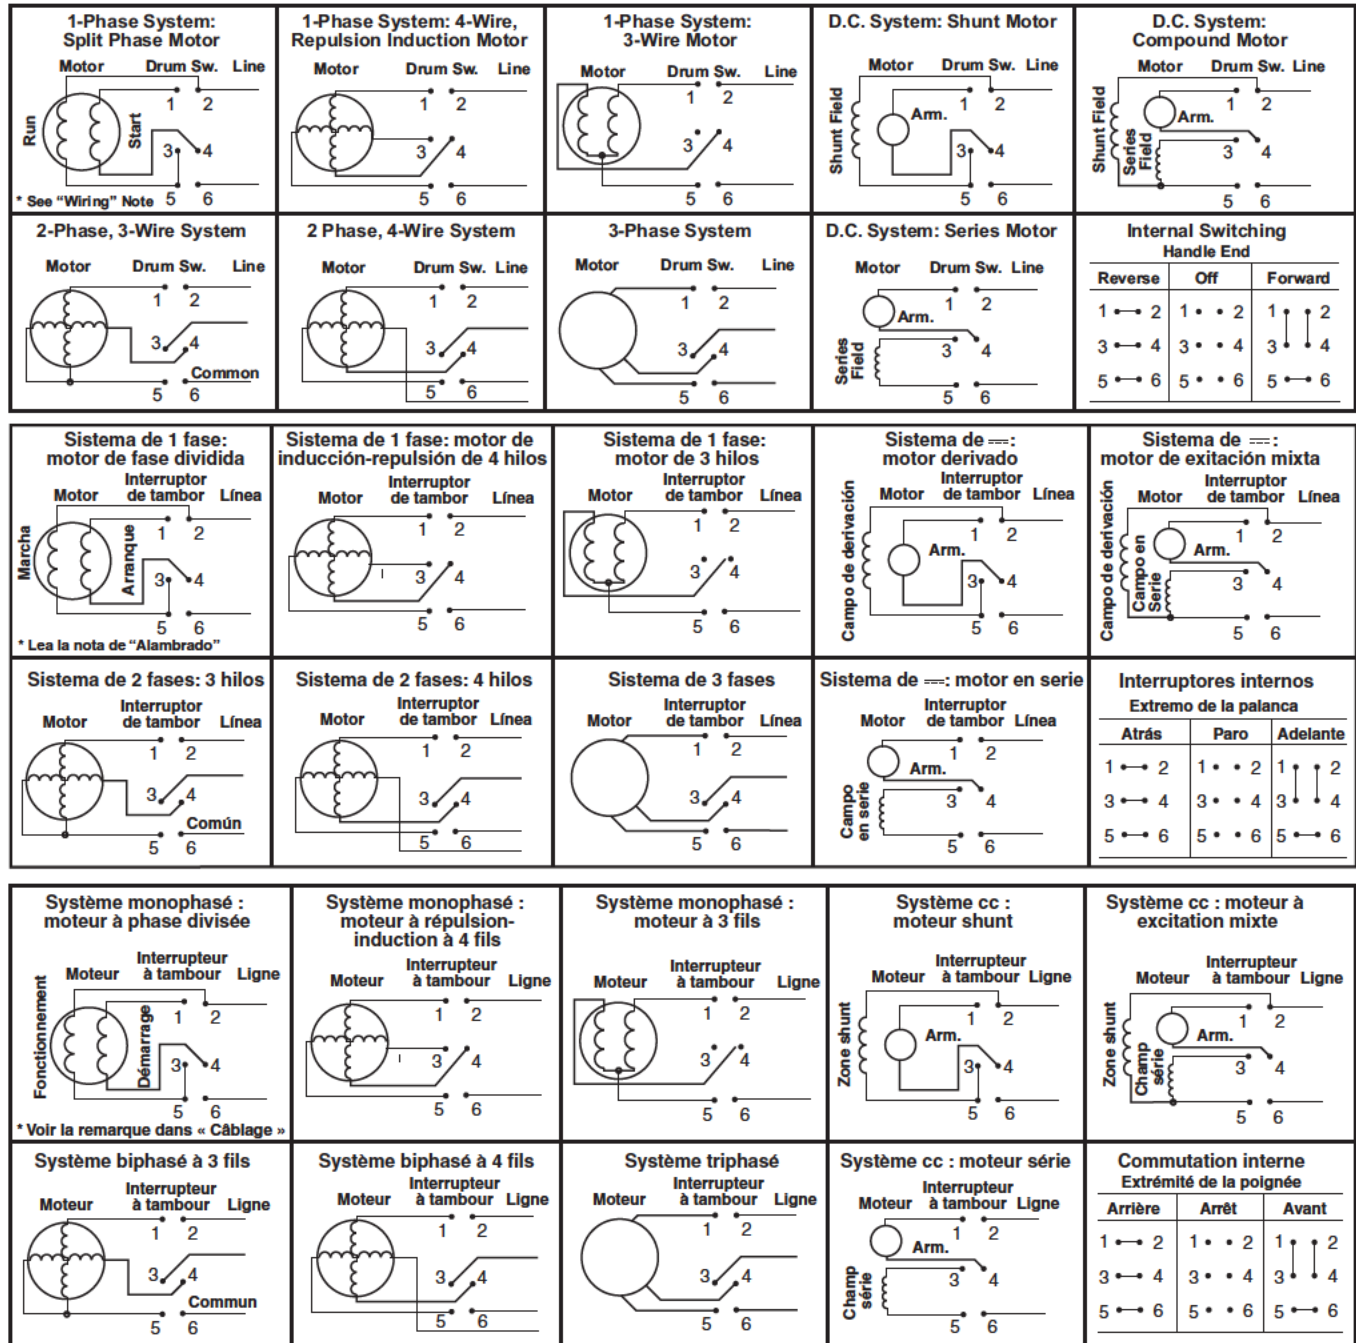 1-Phase System:
Split Phase Motor
Motor Drum Sw. Line
Run
Start
1 2
3 4
5 6
* See “Wiring” Note
1-Phase System: 4-Wire,
Repulsion Induction Motor
Motor Drum Sw. Line
1 2
3 4
5 6
1-Phase System:
3-Wire Motor
Motor Drum Sw. Line
1 2
3 4
5 6
D.C. System: Shunt Motor
Motor Drum Sw. Line
Shunt Field
Arm.
1 2
3 4
5 6
D.C. System:
Compound Motor
Motor Drum Sw. Line
Shunt Field
Series
Field
Arm.
1 2
3 4
5 6
2-Phase, 3-Wire System
Motor Drum Sw. Line
1 2
3 4
Common
5 6
2 Phase, 4-Wire System
Motor Drum Sw. Line
1 2
3 4
5 6
3-Phase System
Motor Drum Sw. Line
1 2
3 4
5 6
D.C. System: Series Motor
Motor Drum Sw. Line
Arm.
Series
Field
1 2
3 4
5 6
Internal Switching
Handle End
Reverse Off Forward
1 2 1 2 1 2
3 4 3 4 3 4
5 6 5 6 5 6
Sistema de 1 fase:
motor de fase dividida
Interruptor
Motor de tambor Línea
Marcha
Arranque
1 2
3 4
5 6
* Lea la nota de “Alambrado”
Sistema de 1 fase: motor de
inducción-repulsión de 4 hilos
Interruptor
Motor de tambor Línea
1 2
3 4
5 6
Sistema de 1 fase:
motor de 3 hilos
Interruptor
Motor de tambor Línea
1 2
3 4
5 6
Sistema de ⎓:
motor derivado
Interruptor
Motor de tambor Línea
Campo de derivación
Arm.
1 2
3 4
5 6
Sistema de ⎓:
motor de exitación mixta
Interruptor
Motor de tambor Línea
Campo de derivación
Campo en
Serie
Arm.
1 2
3 4
5 6
Sistema de 2 fases: 3 hilos
Interruptor
Motor de tambor Línea
1 2
3 4
Común
5 6
Sistema de 2 fases: 4 hilos
Interruptor
Motor de tambor Línea
1 2
3 4
5 6
Sistema de 3 fases
Interruptor
Motor de tambor Línea
1 2
3 4
5 6
Sistema de ⎓: motor en serie
Interruptor
Motor de tambor Línea
Arm.
Campo
en serie
1 2
3 4
5 6
Interruptores internos
Extremo de la palanca
Atrás Paro Adelante
1 2 1 2 1 2
3 4 3 4 3 4
5 6 5 6 5 6
Système monophasé :
moteur à phase divisée
Interrupteur
Moteur à tambour Ligne
Fonctionnement
Démarrage
1 2
3 4
5 6
* Voir la remarque dans « Câblage »
Système monophasé :
moteur à répulsion-
induction à 4 fils
Interrupteur
Moteur à tambour Ligne
1 2
3 4
5 6
Système monophasé :
moteur à 3 fils
Interrupteur
Moteur à tambour Ligne
1 2
3 4
5 6
Système cc :
moteur shunt
Interrupteur
Moteur à tambour Ligne
Zone shunt
Arm.
1 2
3 4
5 6
Système cc : moteur à
excitation mixte
Interrupteur
Moteur à tambour Ligne
Zone shunt
Champ
série
Arm.
1 2
3 4
5 6
Système biphasé à 3 fils
Interrupteur
Moteur à tambour Ligne
1 2
3 4
Commun
5 6
Système biphasé à 4 fils
Interrupteur
Moteur à tambour Ligne
1 2
3 4
5 6
Système triphasé
Interrupteur
Moteur à tambour Ligne
1 2
3 4
5 6
Système cc : moteur série
Interrupteur
Moteur à tambour Ligne
Arm.
Champ
série
1 2
3 4
5 6
Commutation interne
Extrémité de la poignée
Arrière Arrêt Avant
1 2 1 2 1 2
3 4 3 4 3 4
5 6 5 6 5 6